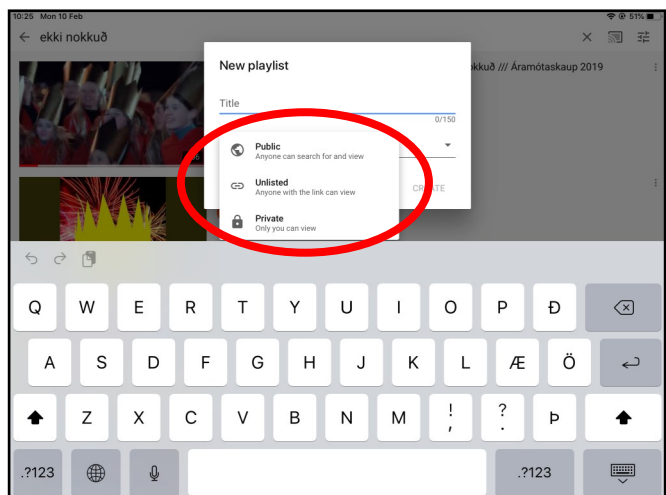 10:25 Mon 10 Feb
51%
ekki nokkuð
New playlist
okkuð /// Áramótaskaup 2019
Title
0/150
Public
Anyone can search for and view
Unlisted
Anyone with the link can view
CREATE
Private
Only you can view
Q W E R T Y U I O P Ð
A S D F G H J K L Æ Ö
Z X C V B N M ! , ? . Þ
.?123 .?123